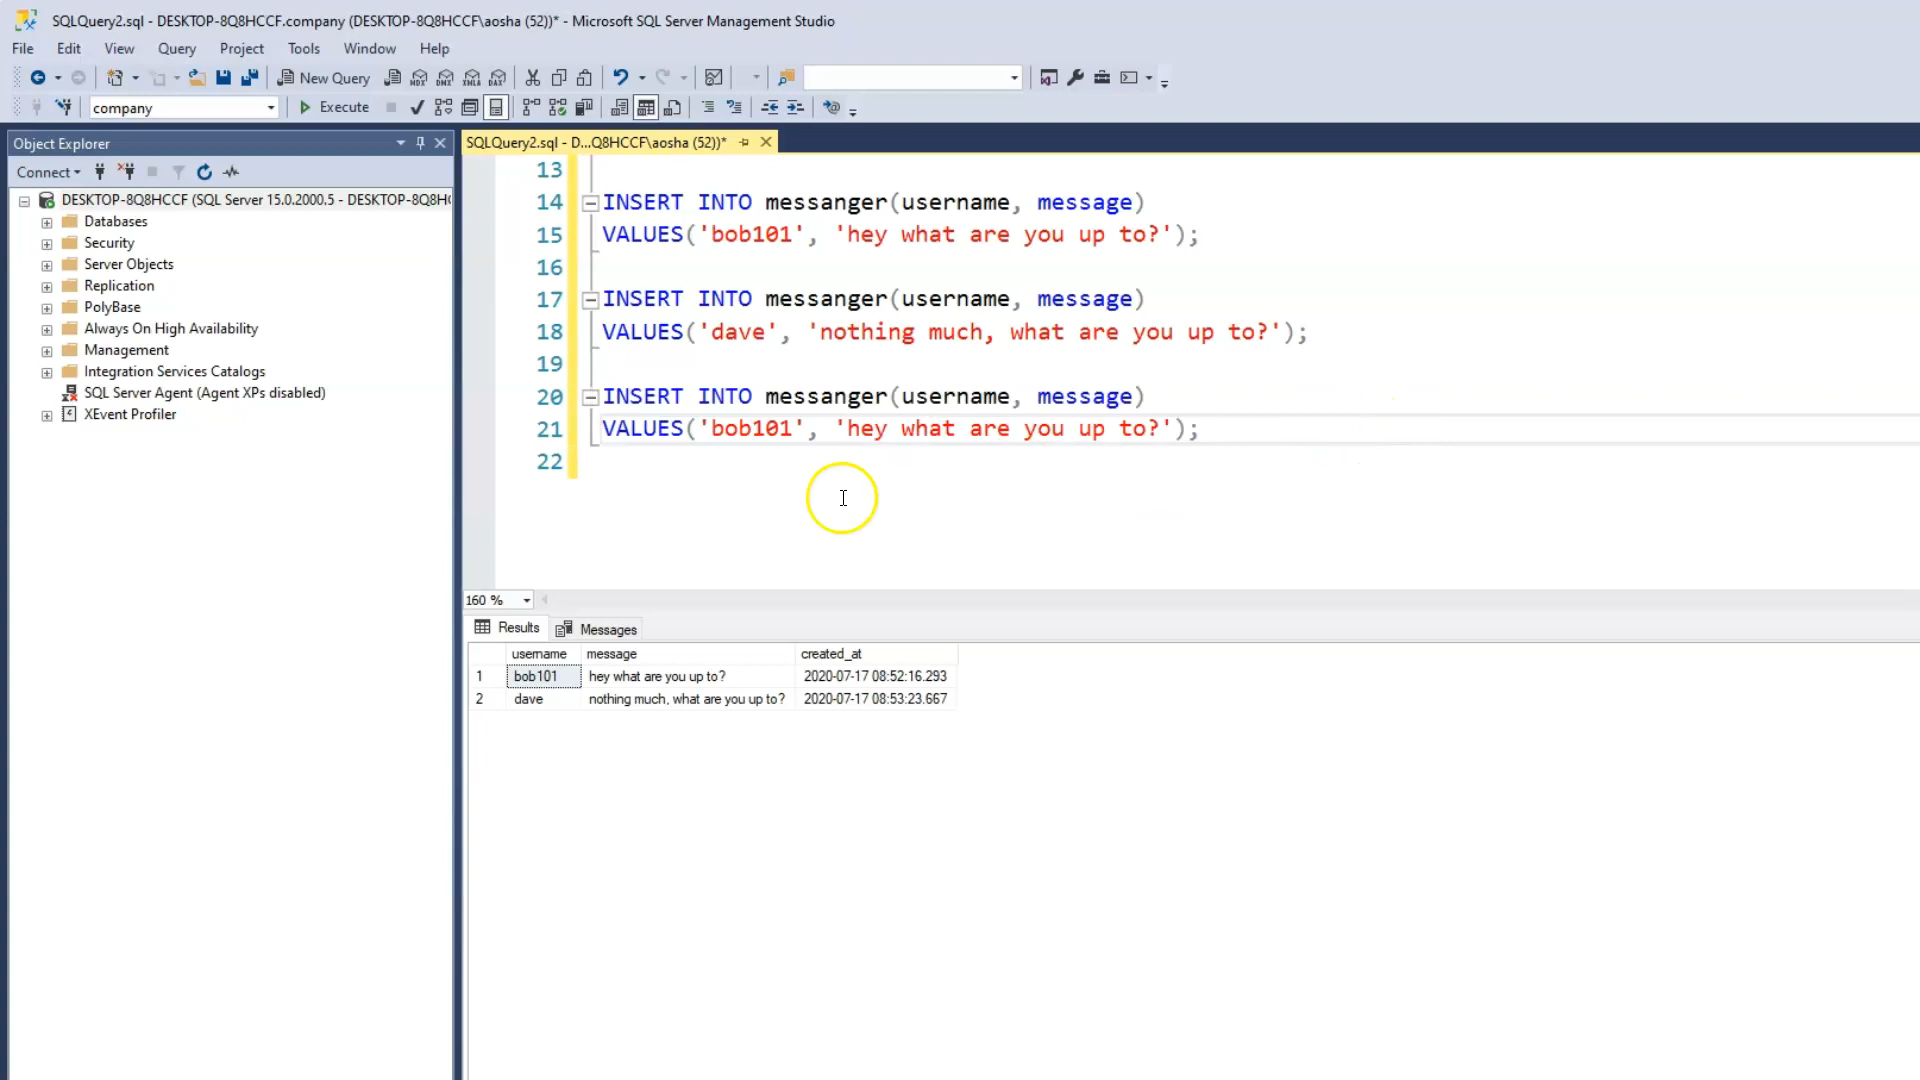 SQLQuery2.sql - DESKTOP-8Q8HCCF.company (DESKTOP-8Q8HCCF\aosha (52))* - Microsoft SQL Server Management Studio
File Edit View Query Project Tools Window Help
New Query MDX DMX XMLA DAX
company Execute
Object Explorer
SQLQuery2.sql - D...Q8HCCF\aosha (52))*
Connect
DESKTOP-8Q8HCCF (SQL Server 15.0.2000.5 - DESKTOP-8Q8H
Databases
Security
Server Objects
Replication
PolyBase
Always On High Availability
Management
Integration Services Catalogs
SQL Server Agent (Agent XPs disabled)
XEvent Profiler
13
14 INSERT INTO messanger(username, message)
15 VALUES('bob101', 'hey what are you up to?');
16
17 INSERT INTO messanger(username, message)
18 VALUES('dave', 'nothing much, what are you up to?');
19
20 INSERT INTO messanger(username, message)
21 VALUES('bob101', 'hey what are you up to?');
22
160 %
Results Messages
username message created_at
1 bob101 hey what are you up to? 2020-07-17 08:52:16.293
2 dave nothing much, what are you up to? 2020-07-17 08:53:23.667